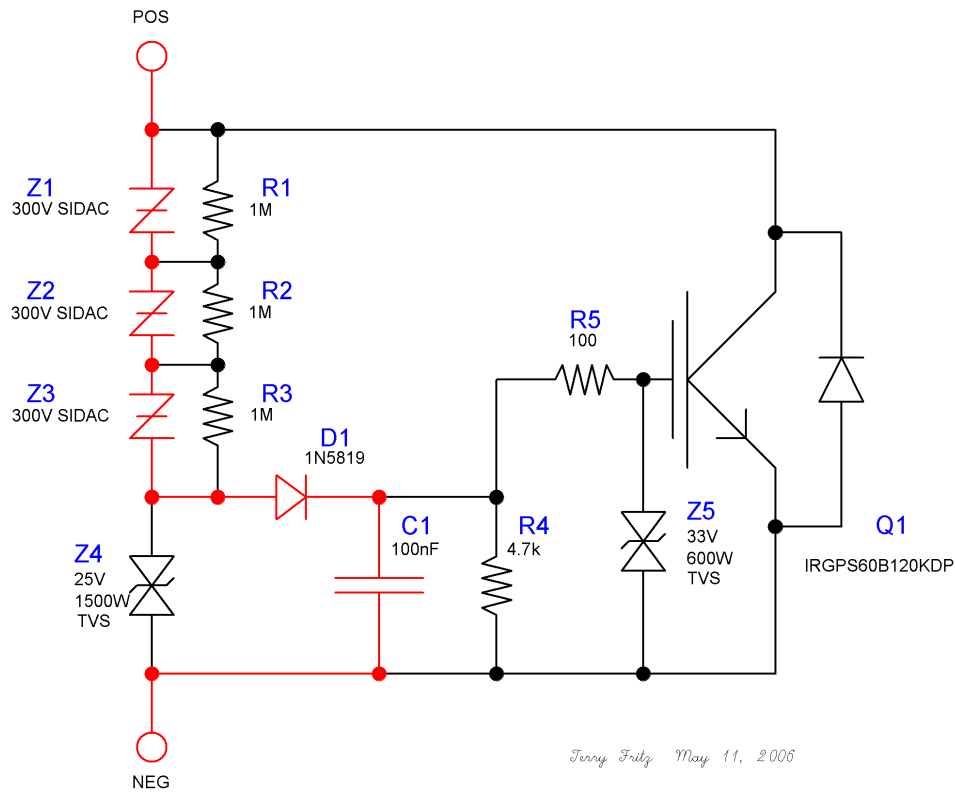 POS
Z1
300V SIDAC
R1
1M
Z2
300V SIDAC
R2
1M
R5
100
Z3
300V SIDAC
R3
1M
D1
1N5819
C1
100nF
R4
4.7k
Z5
33V
600W
TVS
Q1
IRGPS60B120KDP
Z4
25V
1500W
TVS
Terry Fritz May 11, 2006
NEG